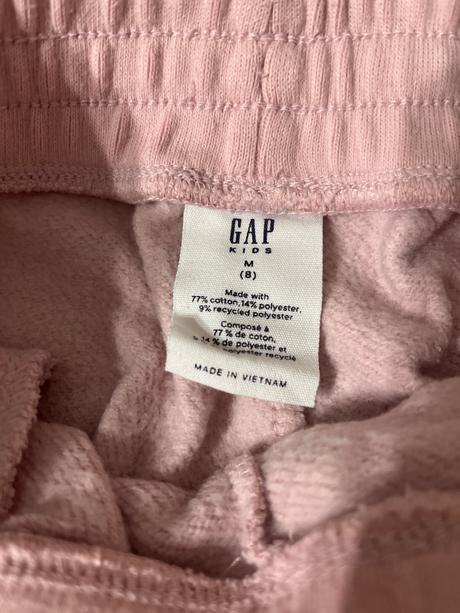 GAP
KIDS
M
(8)
Made with
77% cotton, 14% polyester,
9% recycled polyester
Composé à
77 % de coton,
14 % de polyester et
polyester recyclé
MADE IN VIETNAM